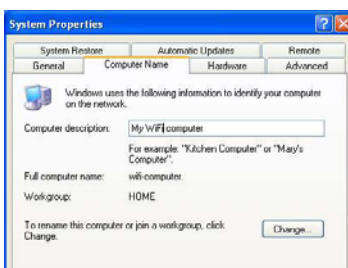 System Properties
System Restore Automatic Updates Remote
General Computer Name Hardware Advanced
Windows uses the following information to identify your computer
on the network.
Computer description: My WiFi computer
For example: "Kitchen Computer" or "Mary's
Computer".
Full computer name: wifi-computer.
Workgroup: HOME
To rename this computer or join a workgroup, click
Change.
Change...